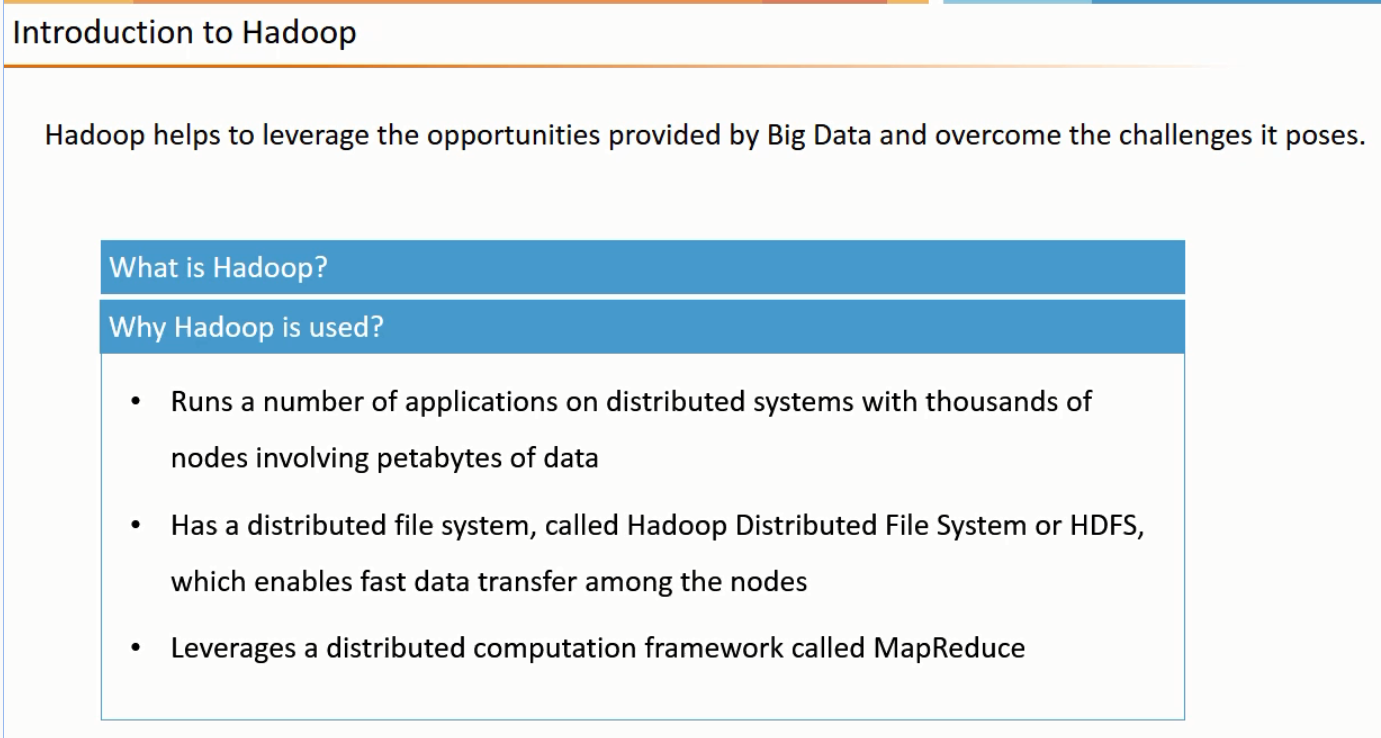 Introduction to Hadoop
Hadoop helps to leverage the opportunities provided by Big Data and overcome the challenges it poses.
What is Hadoop?
Why Hadoop is used?
• Runs a number of applications on distributed systems with thousands of
nodes involving petabytes of data
• Has a distributed file system, called Hadoop Distributed File System or HDFS,
which enables fast data transfer among the nodes
• Leverages a distributed computation framework called MapReduce